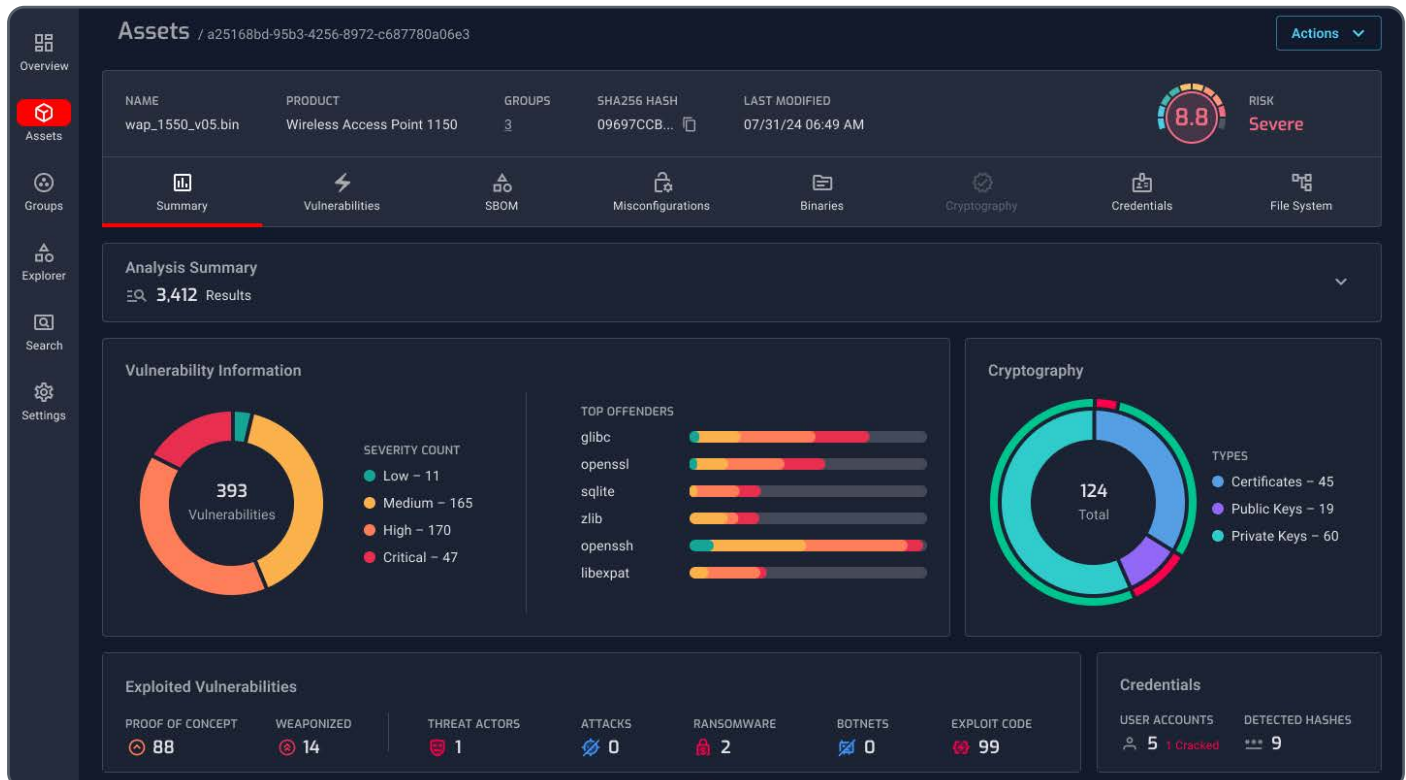 Assets / a25168bd-95b3-4256-8972-c687780a06e3
Actions
Overview
Assets
Groups
Explorer
Search
Settings
NAME
wap_1550_v05.bin
PRODUCT
Wireless Access Point 1150
GROUPS
3
SHA256 HASH
09697CCB...
LAST MODIFIED
07/31/24 06:49 AM
8.8
RISK
Severe
Summary
Vulnerabilities
SBOM
Misconfigurations
Binaries
Cryptography
Credentials
File System
Analysis Summary
3,412 Results
Vulnerability Information
393
Vulnerabilities
SEVERITY COUNT
Low – 11
Medium – 165
High – 170
Critical – 47
TOP OFFENDERS
glibc
openssl
sqlite
zlib
openssh
libexpat
Cryptography
124
Total
TYPES
Certificates – 45
Public Keys – 19
Private Keys – 60
Exploited Vulnerabilities
PROOF OF CONCEPT
88
WEAPONIZED
14
THREAT ACTORS
1
ATTACKS
0
RANSOMWARE
2
BOTNETS
0
EXPLOIT CODE
99
Credentials
USER ACCOUNTS
5 1 Cracked
DETECTED HASHES
9